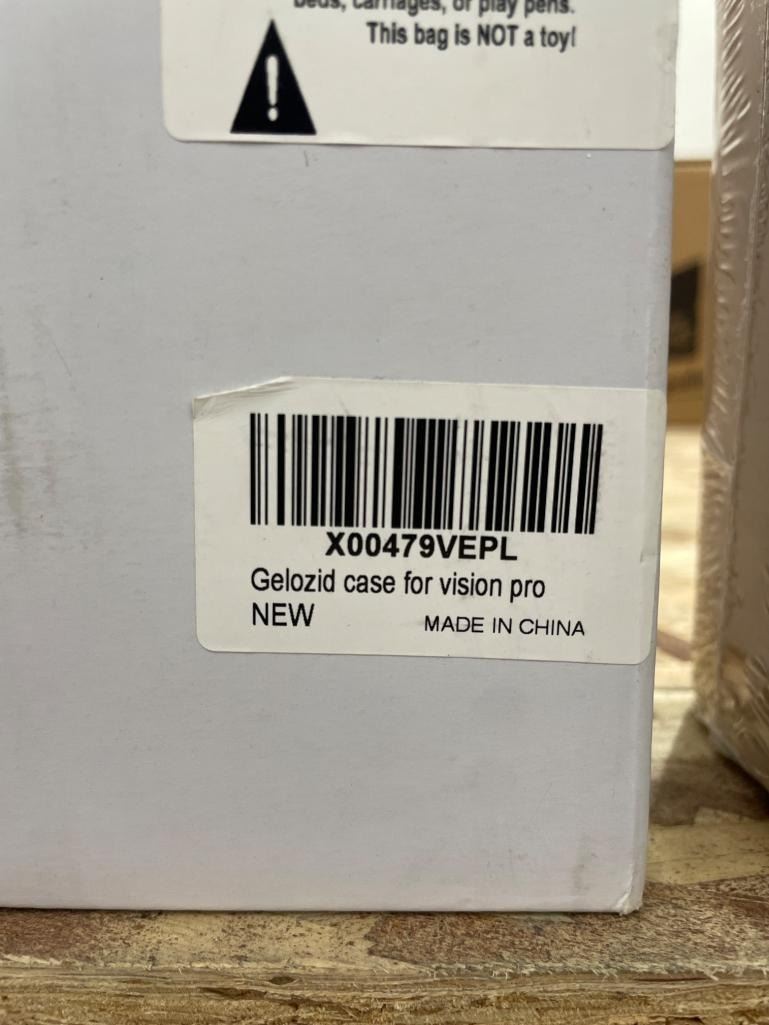 beds, carriages, or play pens.
This bag is NOT a toy!
X00479VEPL
Gelozid case for vision pro
NEW MADE IN CHINA